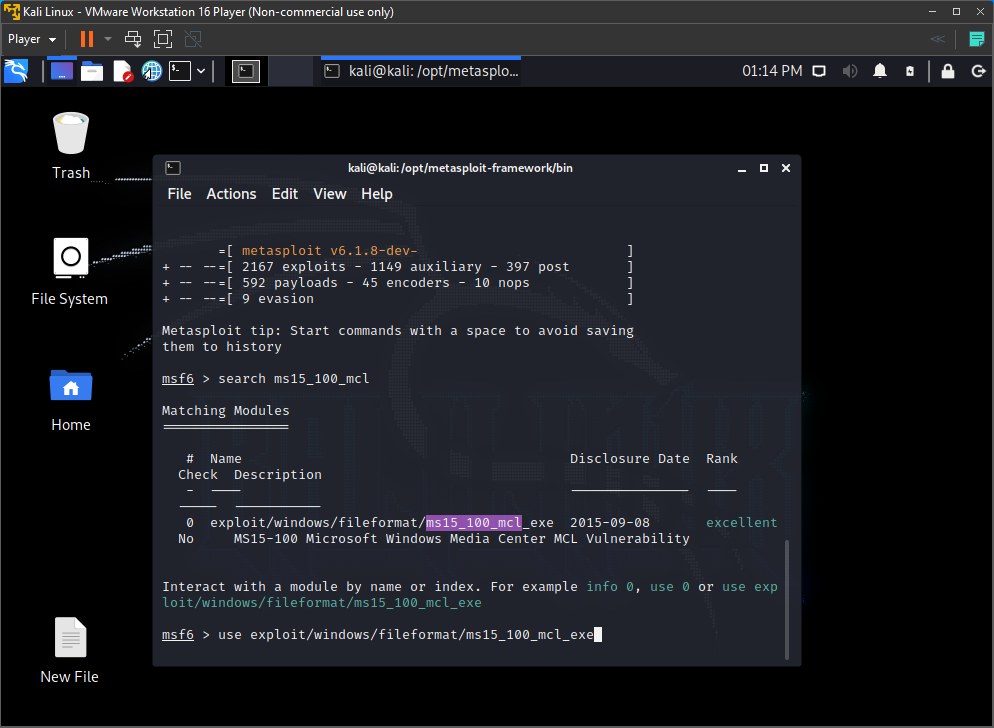 Kali Linux - VMware Workstation 16 Player (Non-commercial use only)
Player
kali@kali: /opt/metasplo...
01:14 PM
Trash
File System
Home
New File
kali@kali:/opt/metasploit-framework/bin
File Actions Edit View Help
=[ metasploit v6.1.8-dev- ]
+ -- --=[ 2167 exploits - 1149 auxiliary - 397 post ]
+ -- --=[ 592 payloads - 45 encoders - 10 nops ]
+ -- --=[ 9 evasion ]
Metasploit tip: Start commands with a space to avoid saving
them to history
msf6 > search ms15_100_mcl
Matching Modules
================
# Name Disclosure Date Rank
Check Description
- ---- --------------- ----
----- -----------
0 exploit/windows/fileformat/ms15_100_mcl_exe 2015-09-08 excellent
No MS15-100 Microsoft Windows Media Center MCL Vulnerability
Interact with a module by name or index. For example info 0, use 0 or use exp
loit/windows/fileformat/ms15_100_mcl_exe
msf6 > use exploit/windows/fileformat/ms15_100_mcl_exe